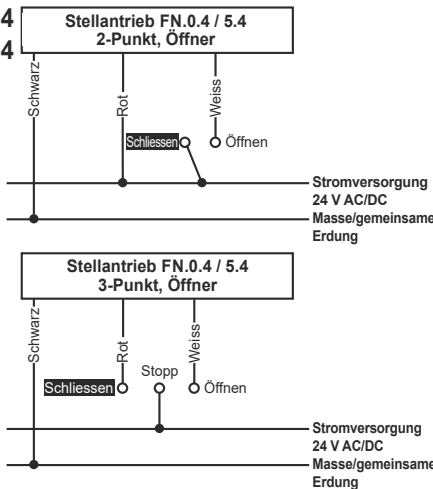 4
Stellantrieb FN.0.4 / 5.4
4
2-Punkt, Öffner
Schwarz
Rot
Weiss
Schliessen
Öffnen
Stromversorgung
24 V AC/DC
Masse/gemeinsame
Erdung
Stellantrieb FN.0.4 / 5.4
3-Punkt, Öffner
Schwarz
Rot
Weiss
Stopp
Schliessen
Öffnen
Stromversorgung
24 V AC/DC
Masse/gemeinsame
Erdung